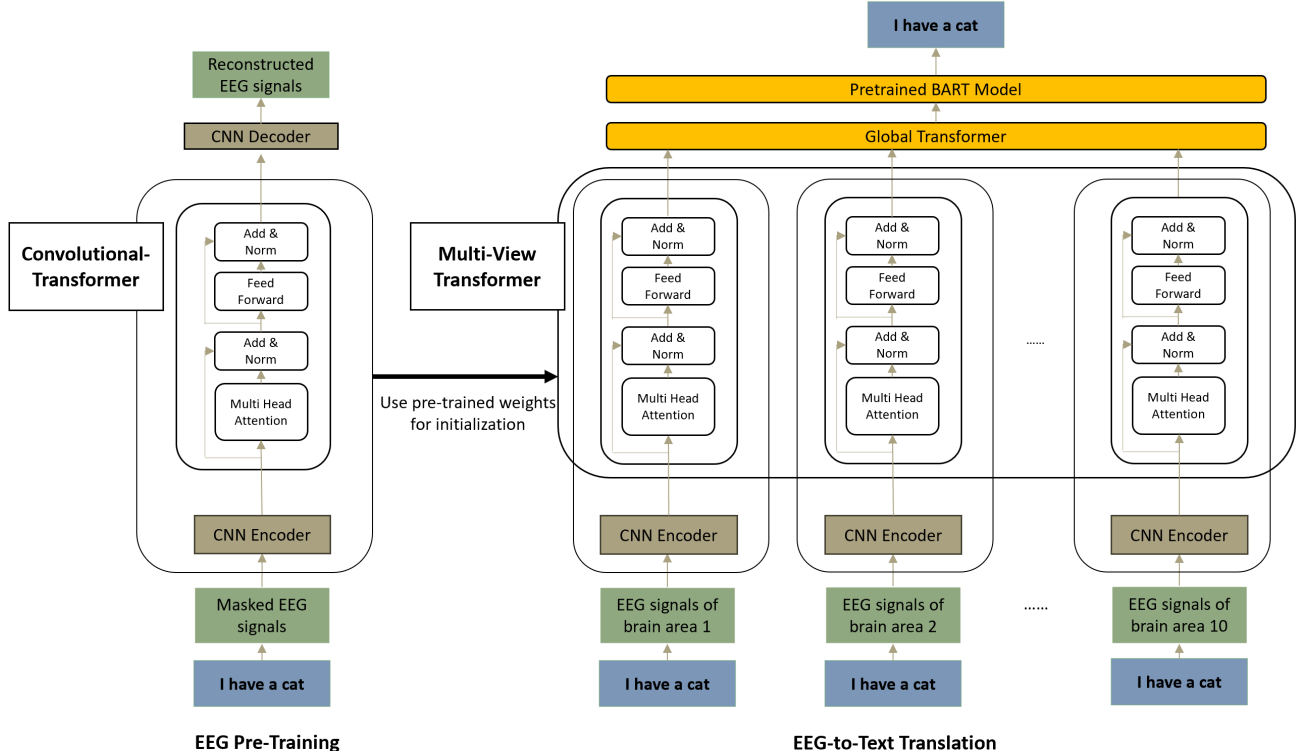 Reconstructed
EEG signals
CNN Decoder
Convolutional-
Transformer
Add &
Norm
Feed
Forward
Add &
Norm
Multi Head
Attention
CNN Encoder
Masked EEG
signals
I have a cat
EEG Pre-Training
Use pre-trained weights
for initialization
I have a cat
Pretrained BART Model
Global Transformer
Multi-View
Transformer
Add &
Norm
Feed
Forward
Add &
Norm
Multi Head
Attention
CNN Encoder
EEG signals of
brain area 1
I have a cat
Add &
Norm
Feed
Forward
Add &
Norm
Multi Head
Attention
CNN Encoder
EEG signals of
brain area 2
I have a cat
......
......
Add &
Norm
Feed
Forward
Add &
Norm
Multi Head
Attention
CNN Encoder
EEG signals of
brain area 10
I have a cat
EEG-to-Text Translation